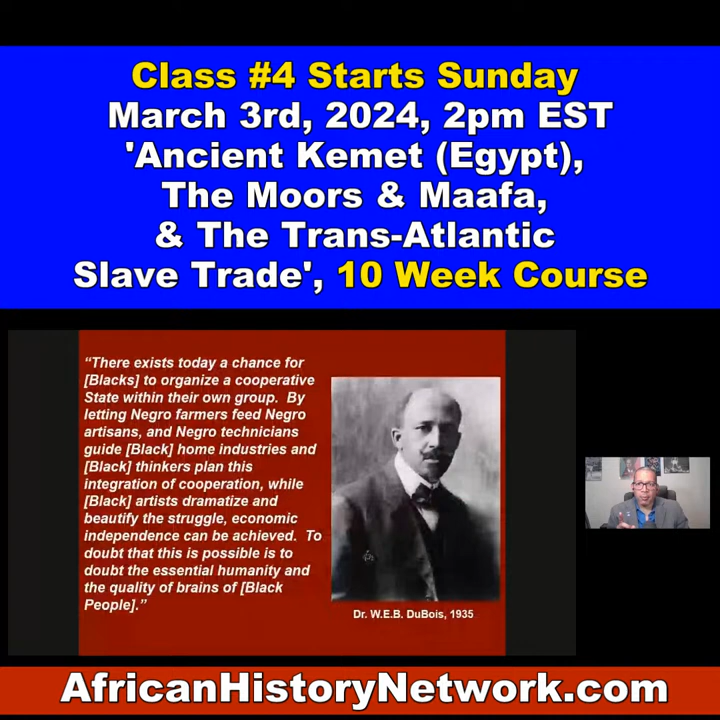 Class #4 Starts Sunday
March 3rd, 2024, 2pm EST
'Ancient Kemet (Egypt),
The Moors & Maafa,
& The Trans-Atlantic
Slave Trade', 10 Week Course
“There exists today a chance for
[Blacks] to organize a cooperative
State within their own group. By
letting Negro farmers feed Negro
artisans, and Negro technicians
guide [Black] home industries and
[Black] thinkers plan this
integration of cooperation, while
[Black] artists dramatize and
beautify the struggle, economic
independence can be achieved. To
doubt that this is possible is to
doubt the essential humanity and
the quality of brains of [Black
People].”
Dr. W.E.B. DuBois, 1935
AfricanHistoryNetwork.com